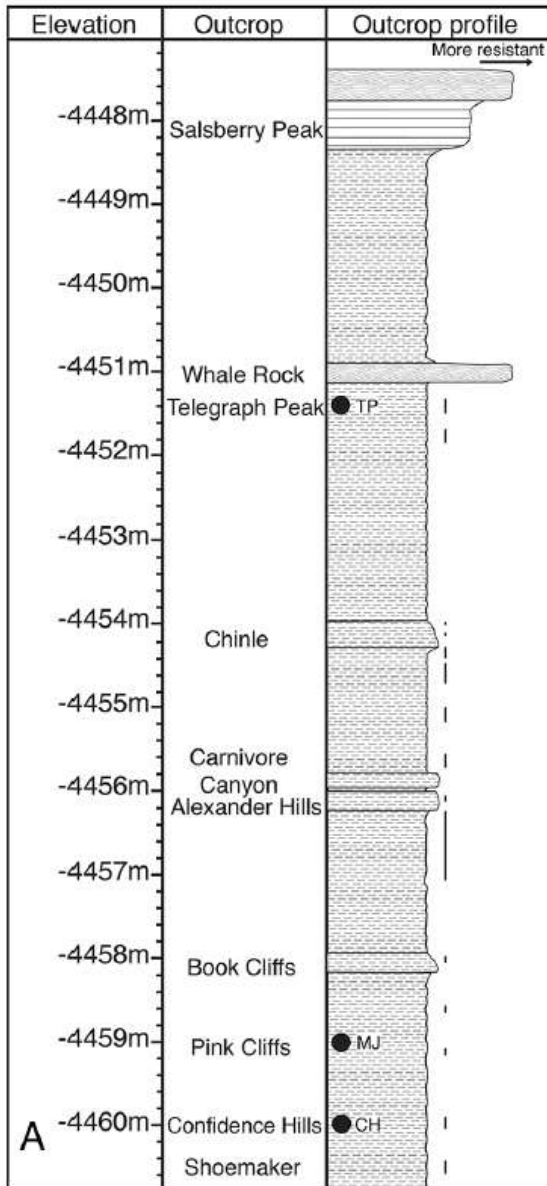 Elevation Outcrop Outcrop profile
More resistant
-4448m
Salsberry Peak
-4449m
-4450m
-4451m
Whale Rock
Telegraph Peak TP
-4452m
-4453m
-4454m
Chinle
-4455m
Carnivore
-4456m Canyon
Alexander Hills
-4457m
-4458m
Book Cliffs
-4459m Pink Cliffs MJ
-4460m Confidence Hills CH
A
Shoemaker